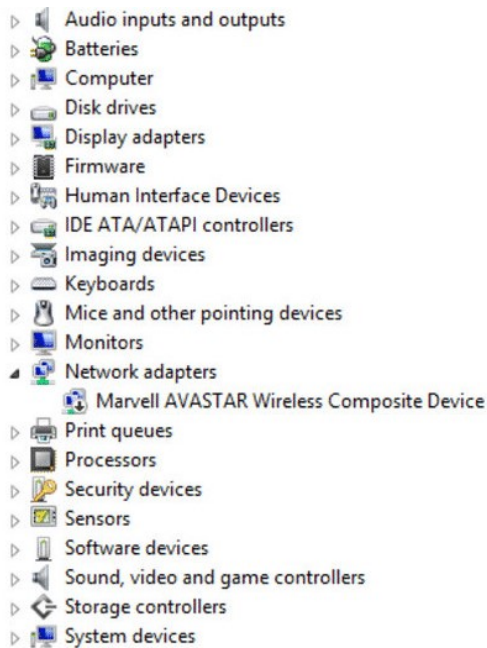 Audio inputs and outputs
Batteries
Computer
Disk drives
Display adapters
Firmware
Human Interface Devices
IDE ATA/ATAPI controllers
Imaging devices
Keyboards
Mice and other pointing devices
Monitors
Network adapters
Marvell AVASTAR Wireless Composite Device
Print queues
Processors
Security devices
Sensors
Software devices
Sound, video and game controllers
Storage controllers
System devices